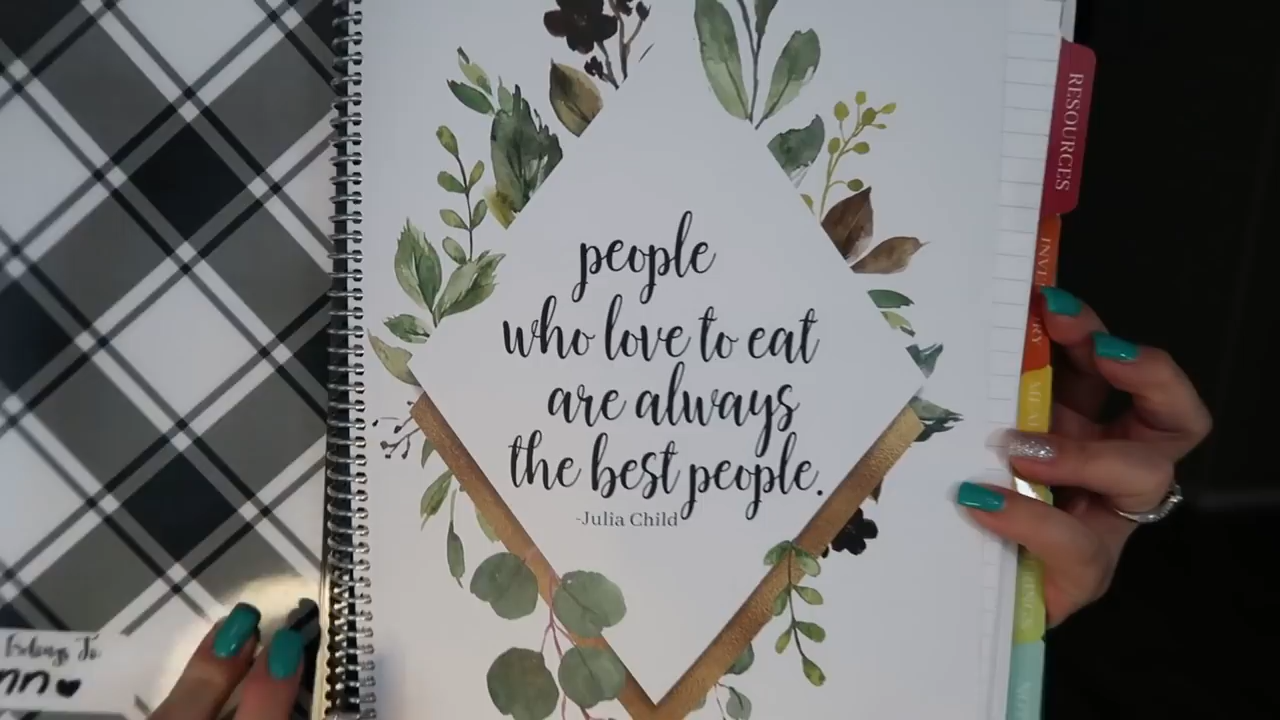 people
who love to eat
are always
the best people.
-Julia Child
RESOURCES